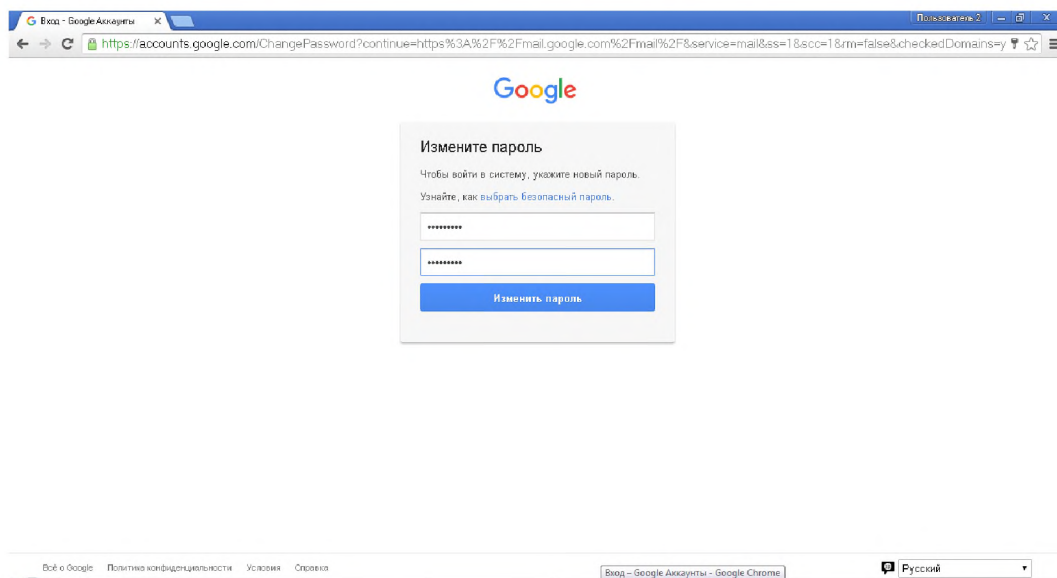 Вход - Google Аккаунты
Пользователь 2
https://accounts.google.com/ChangePassword?continue=https%3A%2F%2Fmail.google.com%2Fmail%2F&service=mail&ss=1&scc=1&rm=false&checkedDomains=y
Google
Измените пароль
Чтобы войти в систему, укажите новый пароль.
Узнайте, как выбрать безопасный пароль.
•••••••••
•••••••••
Изменить пароль
Всё о Google Политика конфиденциальности Условия Справка
Вход – Google Аккаунты - Google Chrome
Русский